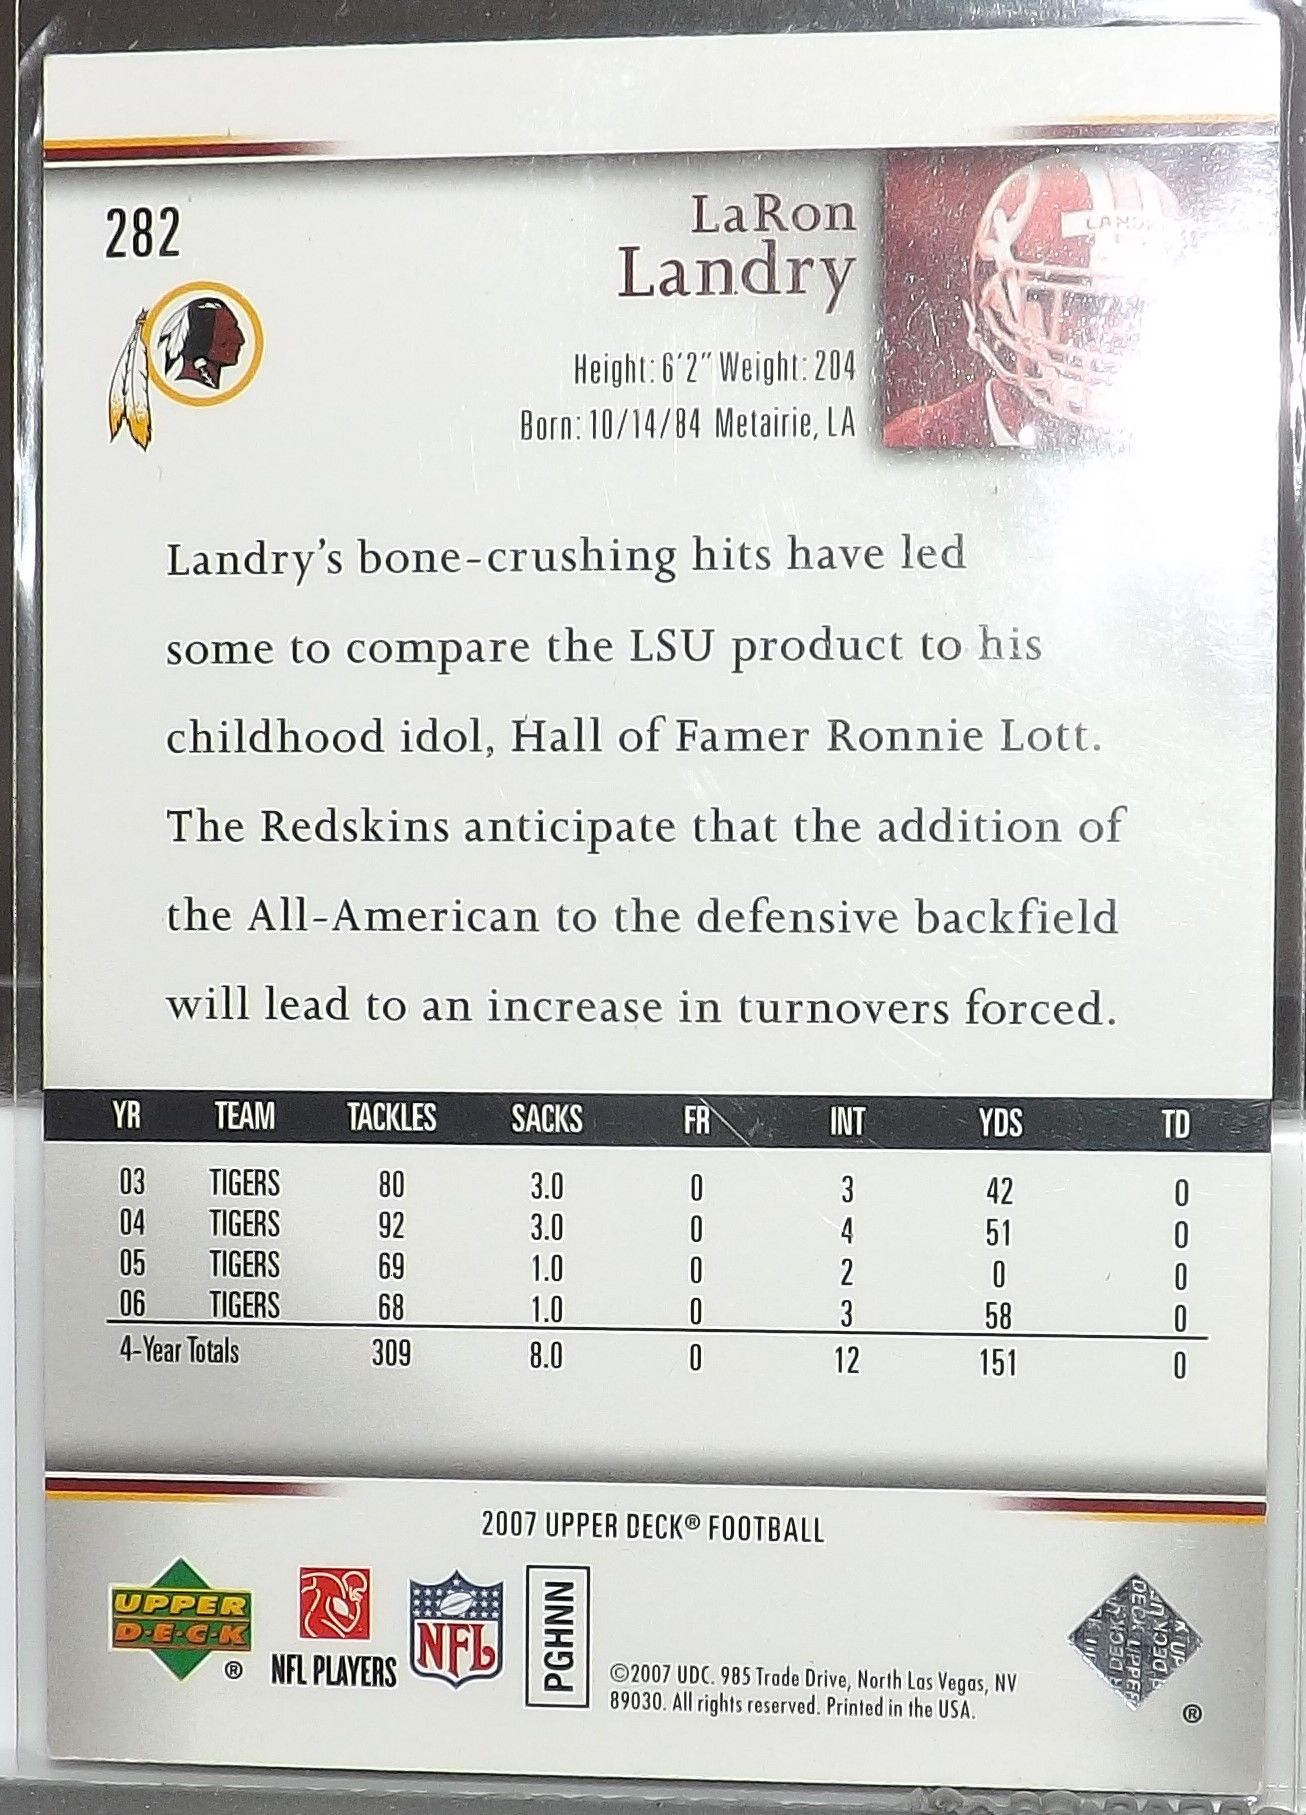 282
LaRon
Landry
Height: 6'2" Weight: 204
Born: 10/14/84 Metairie, LA
Landry's bone-crushing hits have led
some to compare the LSU product to his
childhood idol, Hall of Famer Ronnie Lott.
The Redskins anticipate that the addition of
the All-American to the defensive backfield
will lead to an increase in turnovers forced.
YR TEAM TACKLES SACKS FR INT YDS TD
03 TIGERS 80 3.0 0 3 42 0
04 TIGERS 92 3.0 0 4 51 0
05 TIGERS 69 1.0 0 2 0 0
06 TIGERS 68 1.0 0 3 58 0
4-Year Totals 309 8.0 0 12 151 0
2007 UPPER DECK® FOOTBALL
UPPER
D·E·C·K
®
NFL PLAYERS
NFL
PGHNN
©2007 UDC. 985 Trade Drive, North Las Vegas, NV
89030. All rights reserved. Printed in the USA.
DECK UPPER DECK
®